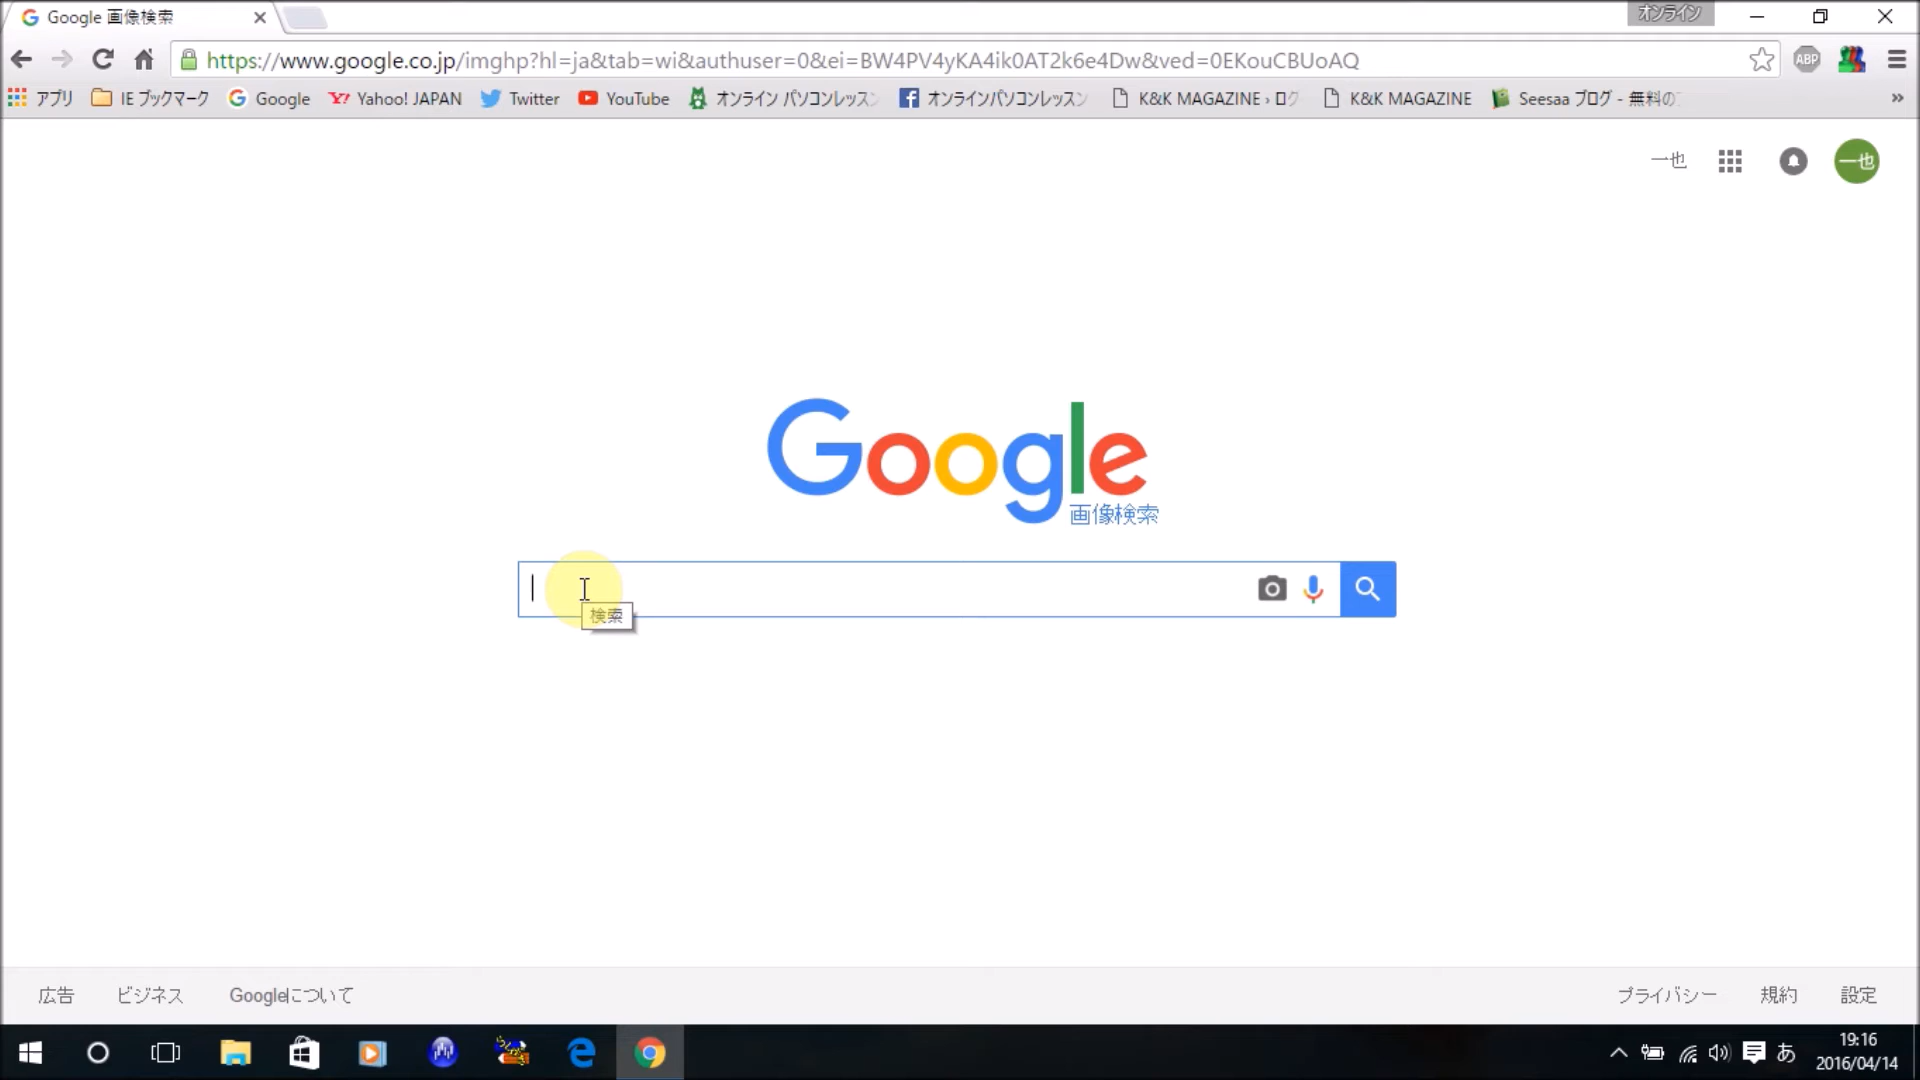 Google 画像検索
オンライン
https://www.google.co.jp/imghp?hl=ja&tab=wi&authuser=0&ei=BW4PV4yKA4ik0AT2k6e4Dw&ved=0EKouCBUoAQ
ABP
アプリ IE ブックマーク Google Yahoo! JAPAN Twitter YouTube オンライン パソコンレッスン オンラインパソコンレッスン K&K MAGAZINE › ログ K&K MAGAZINE Seesaa ブログ - 無料の
一也 一也
Google
画像検索
検索
広告 ビジネス Googleについて プライバシー 規約 設定
あ 19:16
2016/04/14